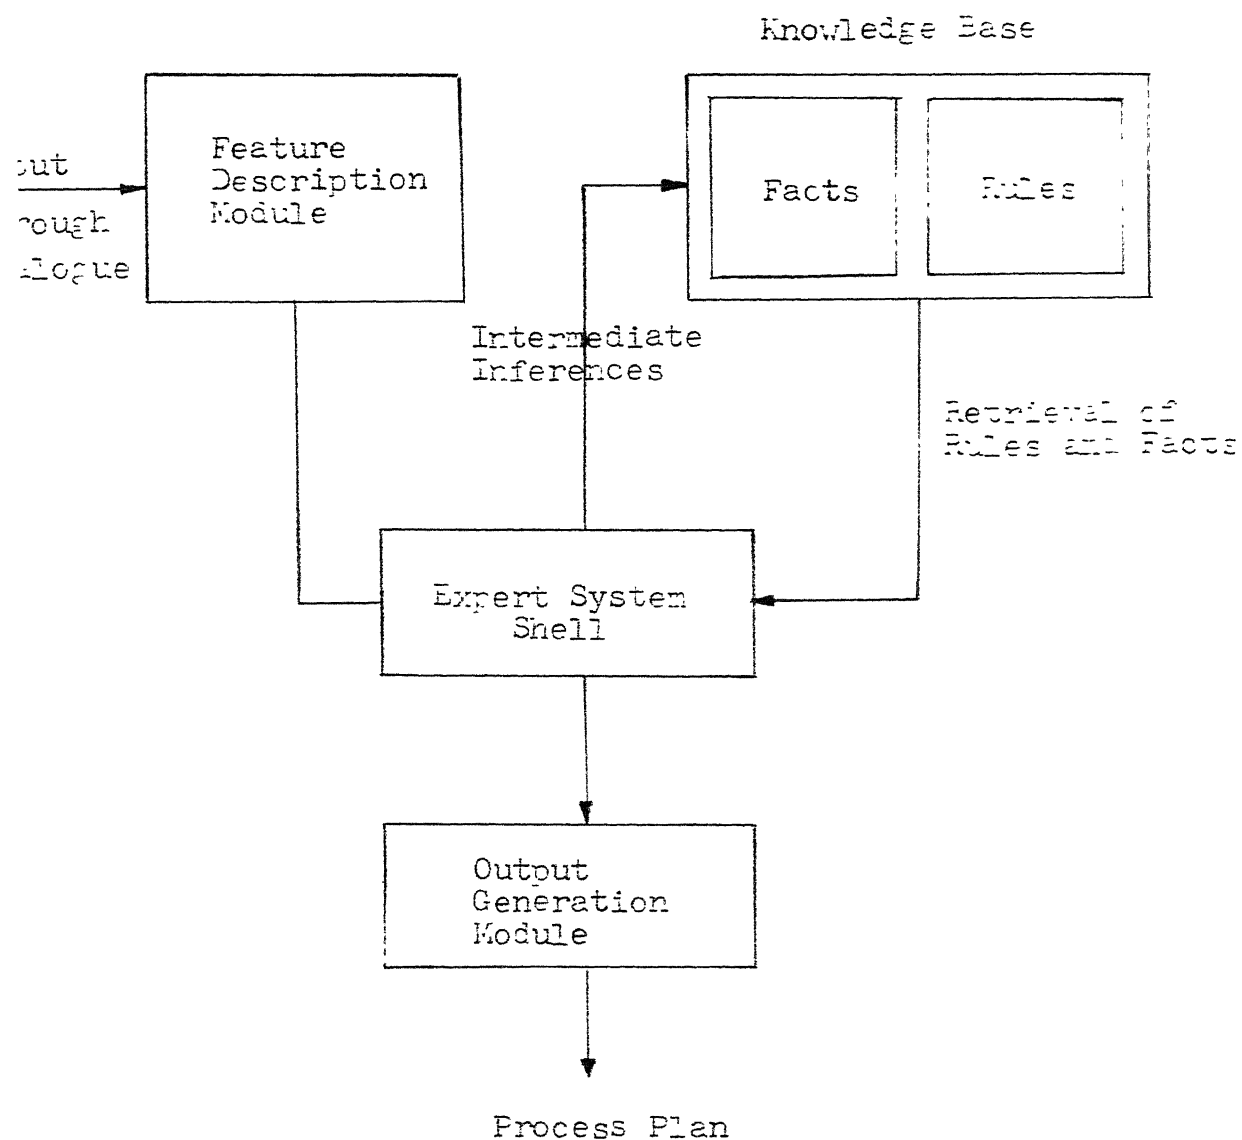 Knowledge Base
Feature
Description
Module
rough
Facts
Rules
Intermediate
Inferences
Retrieval of
Rules and Facts
Expert System
Shell
Output
Generation
Module
Process Plan